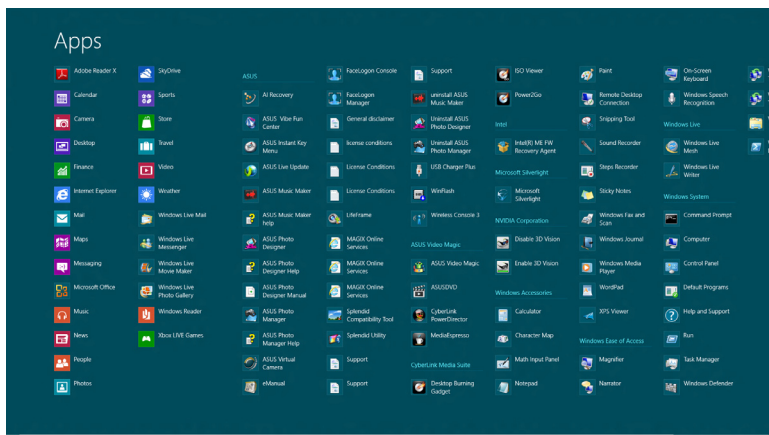 Apps
Adobe Reader X
Calendar
Camera
Desktop
Finance
Internet Explorer
Mail
Maps
Messaging
Microsoft Office
Music
News
People
Photos
SkyDrive
Sports
Store
Travel
Video
Weather
Windows Live Mail
Windows Live
Messenger
Windows Live
Movie Maker
Windows Live
Photo Gallery
Windows Reader
Xbox LIVE Games
ASUS
AI Recovery
ASUS Vibe Fun
Center
ASUS Instant Key
Menu
ASUS Live Update
ASUS Music Maker
ASUS Music Maker
help
ASUS Photo
Designer
ASUS Photo
Designer Help
ASUS Photo
Designer Manual
ASUS Photo
Manager
ASUS Photo
Manager Help
ASUS Virtual
Camera
eManual
FaceLogon Console
FaceLogon
Manager
General disclaimer
license conditions
License Conditions
License Conditions
LifeFrame
MAGIX Online
Services
MAGIX Online
Services
MAGIX Online
Services
Splendid
Compatibility Tool
Splendid Utility
Support
Support
Support
uninstall ASUS
Music Maker
Uninstall ASUS
Photo Designer
Uninstall ASUS
Photo Manager
USB Charger Plus
WinFlash
Wireless Console 3
ASUS Video Magic
ASUS Video Magic
ASUSDVD
CyberLink
PowerDirector
MediaEspresso
CyberLink Media Suite
Desktop Burning
Gadget
ISO Viewer
Power2Go
Intel
Intel(R) ME FW
Recovery Agent
Microsoft Silverlight
Microsoft
Silverlight
NVIDIA Corporation
Disable 3D Vision
Enable 3D Vision
Windows Accessories
Calculator
Character Map
Math Input Panel
Notepad
Paint
Remote Desktop
Connection
Snipping Tool
Sound Recorder
Steps Recorder
Sticky Notes
Windows Fax and
Scan
Windows Journal
Windows Media
Player
WordPad
XPS Viewer
Windows Ease of Access
Magnifier
Narrator
On-Screen
Keyboard
Windows Speech
Recognition
Windows Live
Windows Live
Mesh
Windows Live
Writer
Windows System
Command Prompt
Computer
Control Panel
Default Programs
Help and Support
Run
Task Manager
Windows Defender